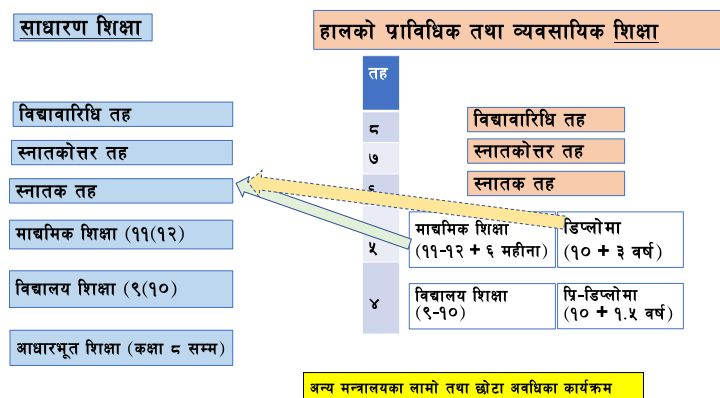 साधारण शिक्षा
हालको प्राविधिक तथा व्यवसायिक शिक्षा
तह
विद्यावारिधि तह
८
विद्यावारिधि तह
स्नातकोत्तर तह
७
स्नातकोत्तर तह
स्नातक तह
स्नातक तह
माद्यमिक शिक्षा (११(१२)
५
माद्यमिक शिक्षा
(११-१२ + ६ महीना)
डिप्लोमा
(१० + ३ वर्ष)
विद्यालय शिक्षा (९(१०)
४
विद्यालय शिक्षा
(९-१०)
प्रि-डिप्लोमा
(१० + १.५ वर्ष)
आधारभूत शिक्षा (कक्षा ८ सम्म)
अन्य मन्त्रालयका लामो तथा छोटा अवधिका कार्यक्रम